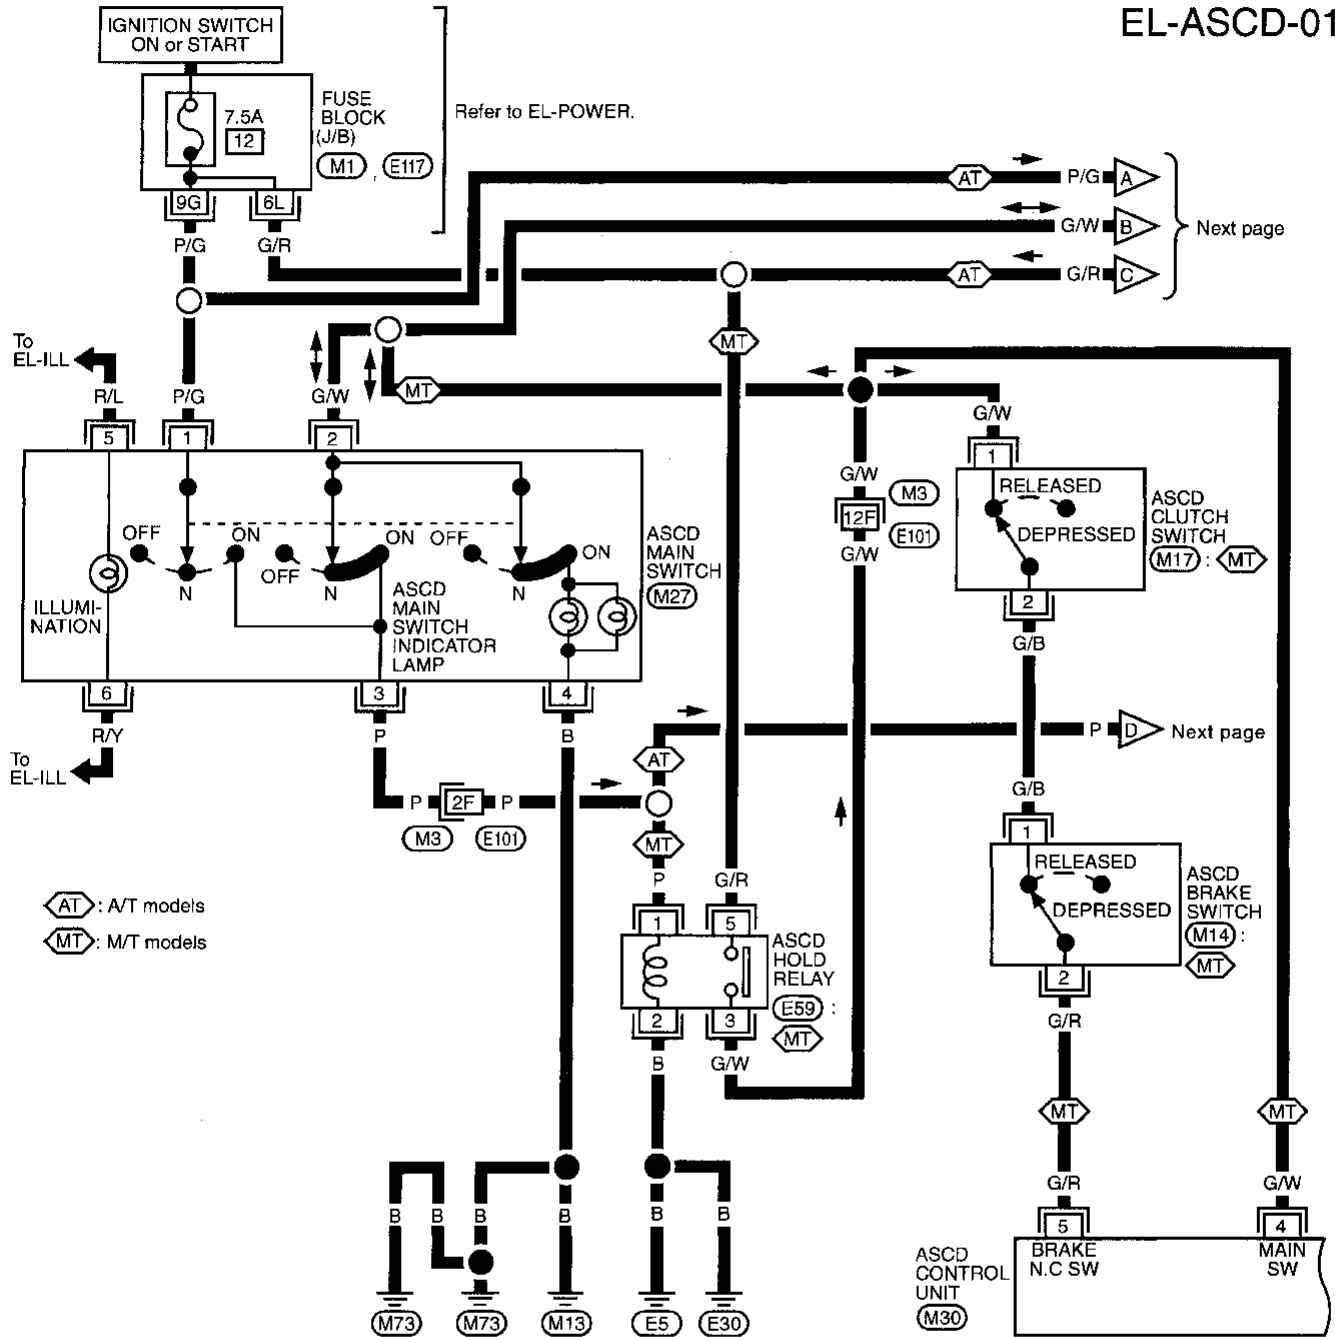 EL-ASCD-01
IGNITION SWITCH
ON or START
7.5A
12
FUSE
BLOCK
(J/B)
M1 , E117
Refer to EL-POWER.
9G
6L
P/G
G/R
AT
P/G
A
G/W
B
AT
G/R
C
Next page
To
EL-ILL
R/L
P/G
G/W
MT
MT
G/W
5
1
2
OFF
ON
N
OFF
ON
N
OFF
ON
N
ILLUMI-
NATION
ASCD
MAIN
SWITCH
INDICATOR
LAMP
ASCD
MAIN
SWITCH
M27
G/W
12F
G/W
M3
E101
1
RELEASED
DEPRESSED
2
ASCD
CLUTCH
SWITCH
M17 : MT
G/B
6
3
4
R/Y
P
B
To
EL-ILL
P
2F
P
M3
E101
AT
MT
P
D
Next page
G/B
1
RELEASED
DEPRESSED
2
ASCD
BRAKE
SWITCH
M14 :
MT
AT : A/T models
MT : M/T models
P
G/R
1
5
2
3
ASCD
HOLD
RELAY
E59 :
MT
B
G/W
G/R
MT
MT
G/R
G/W
B
B
B
B
B
B
M73
M73
M13
E5
E30
5
4
BRAKE
N.C SW
MAIN
SW
ASCD
CONTROL
UNIT
M30